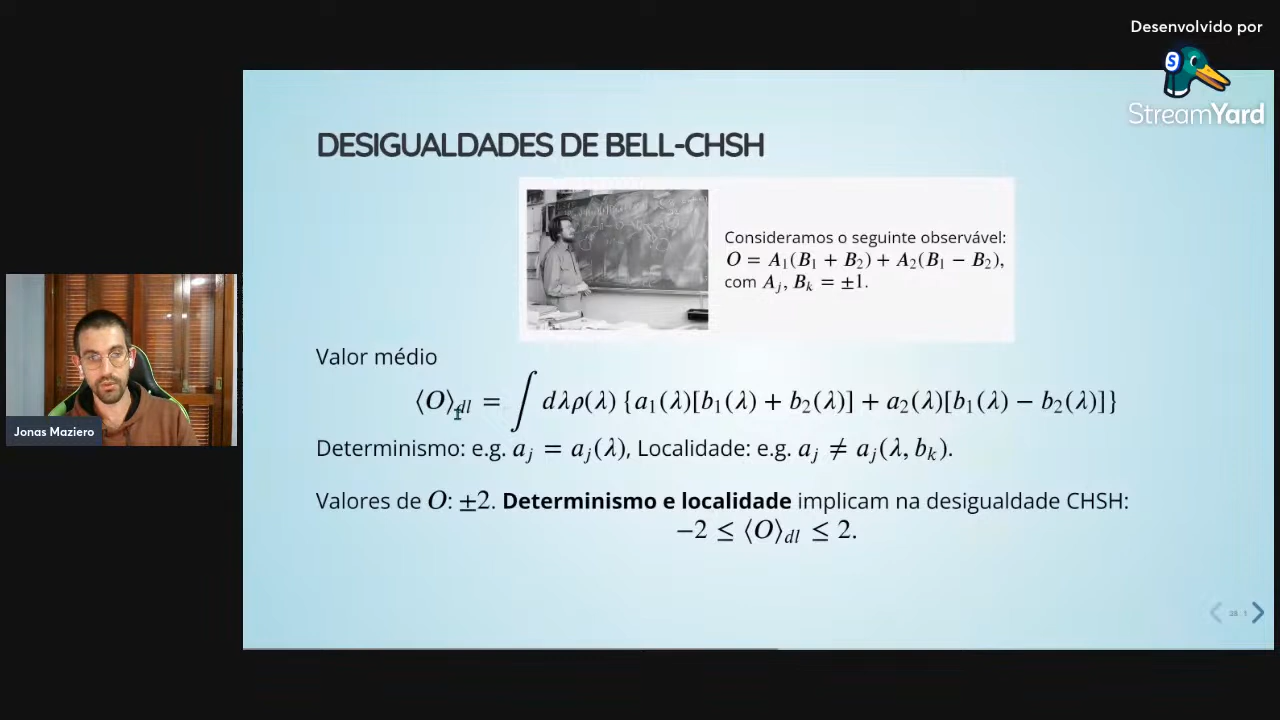 Desenvolvido por
StreamYard
DESIGUALDADES DE BELL-CHSH
Consideramos o seguinte observável:
O = A₁(B₁ + B₂) + A₂(B₁ − B₂),
com Aⱼ, Bₖ = ±1.
Valor médio
⟨O⟩dl = ∫ dλρ(λ) {a₁(λ)[b₁(λ) + b₂(λ)] + a₂(λ)[b₁(λ) − b₂(λ)]}
Determinismo: e.g. aⱼ = aⱼ(λ), Localidade: e.g. aⱼ ≠ aⱼ(λ, bₖ).
Valores de O: ±2. Determinismo e localidade implicam na desigualdade CHSH:
−2 ≤ ⟨O⟩dl ≤ 2.
Jonas Maziero